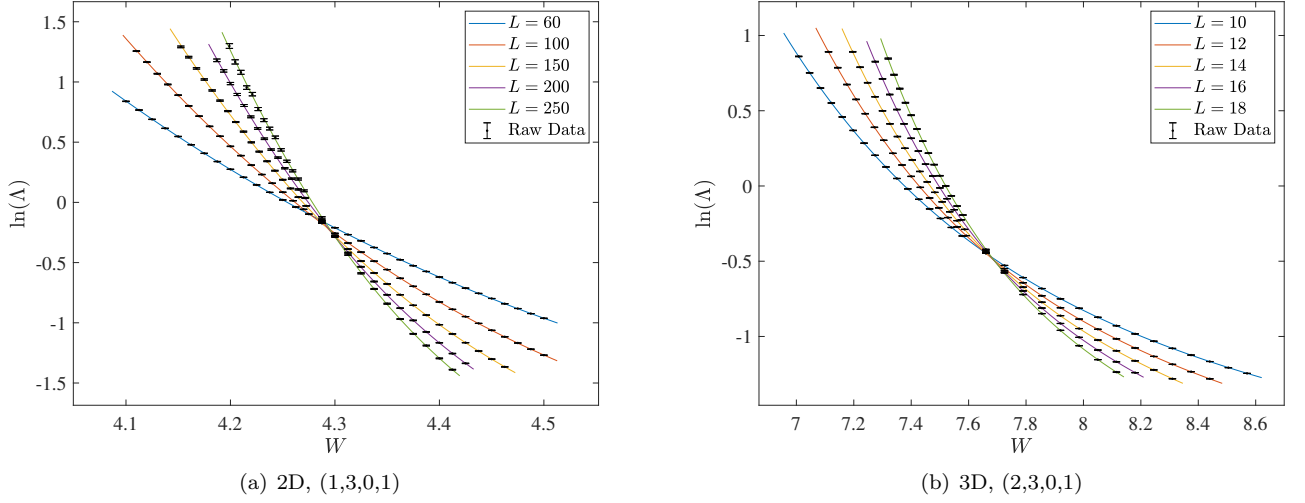 1.5
1
0.5
0
-0.5
-1
-1.5
ln(Λ)
4.1 4.2 4.3 4.4 4.5
W
L = 60
L = 100
L = 150
L = 200
L = 250
Raw Data
(a) 2D, (1,3,0,1)
1
0.5
0
-0.5
-1
ln(Λ)
7 7.2 7.4 7.6 7.8 8 8.2 8.4 8.6
W
L = 10
L = 12
L = 14
L = 16
L = 18
Raw Data
(b) 3D, (2,3,0,1)